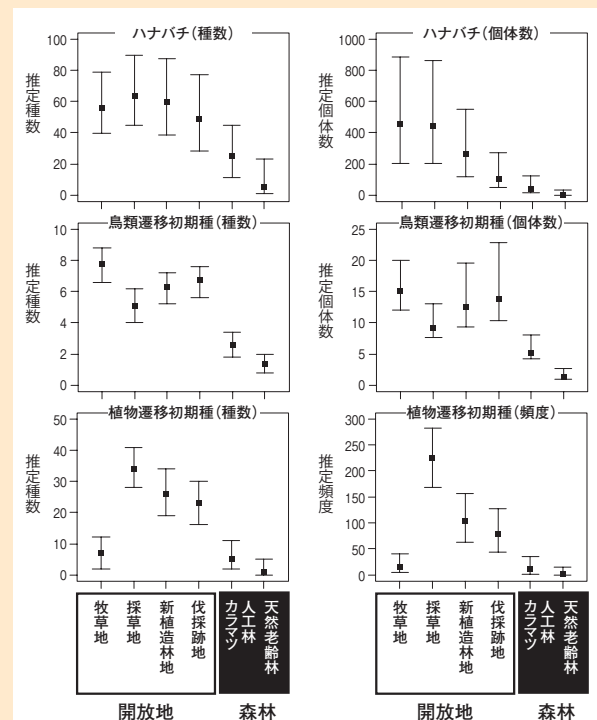 ハナバチ(種数)
推定種数
100
80
60
40
20
0
ハナバチ(個体数)
推定個体数
1000
800
600
400
200
0
鳥類遷移初期種(種数)
推定種数
10
8
6
4
2
0
鳥類遷移初期種(個体数)
推定個体数
25
20
15
10
5
0
植物遷移初期種(種数)
推定種数
50
40
30
20
10
0
植物遷移初期種(頻度)
推定頻度
300
250
200
150
100
50
0
牧草地
採草地
新植造林地
伐採跡地
カラマツ
人工林
天然老齢林
開放地
森林
牧草地
採草地
新植造林地
伐採跡地
カラマツ
人工林
天然老齢林
開放地
森林